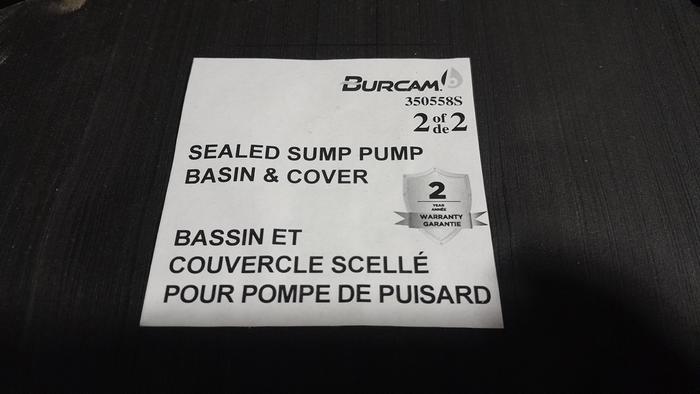 BURCAM
350558S
2 of de 2
SEALED SUMP PUMP
BASIN & COVER
2
YEAR
ANNÉE
WARRANTY
GARANTIE
BASSIN ET
COUVERCLE SCELLÉ
POUR POMPE DE PUISARD